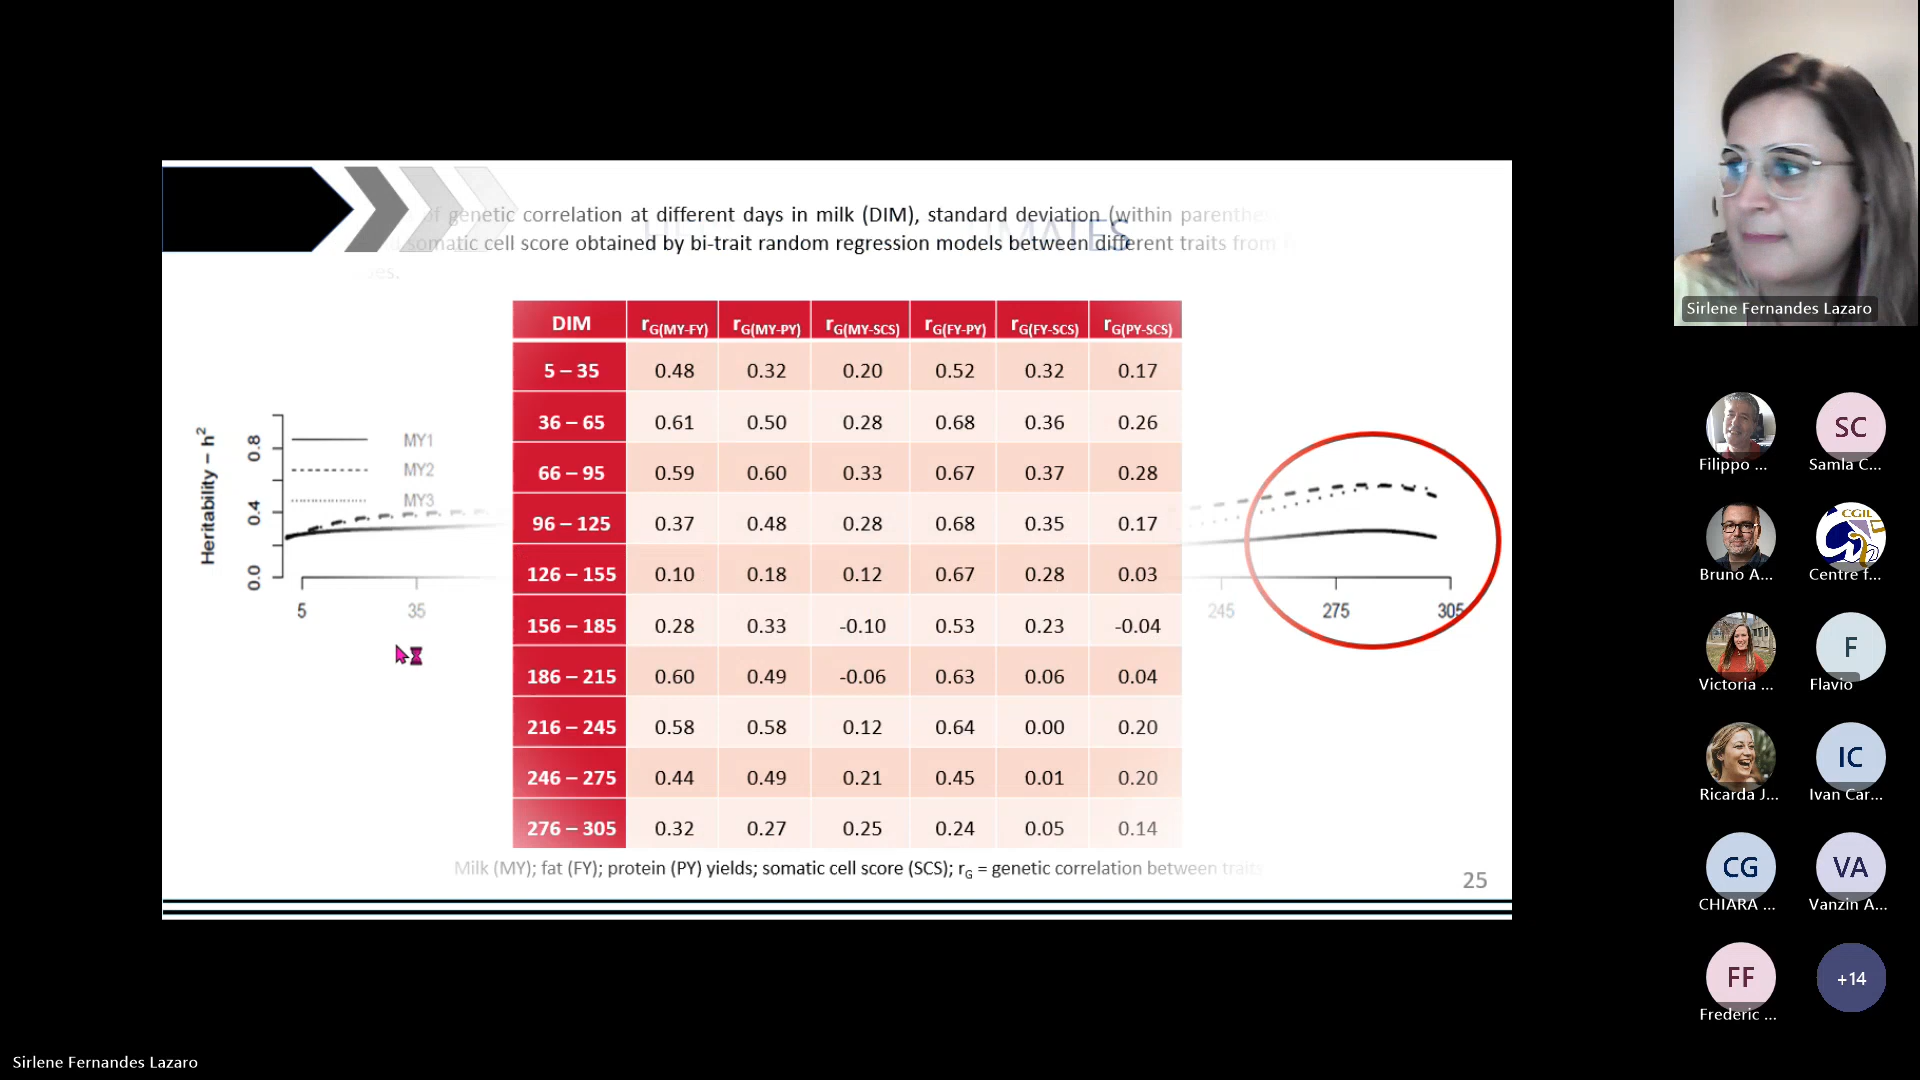 genetic correlation at different days in milk (DIM), standard deviation (within
somatic cell score obtained by bi-trait random regression models between different traits from
DIM rG(MY-FY) rG(MY-PY) rG(MY-SCS) rG(FY-PY) rG(FY-SCS) rG(PY-SCS)
5 – 35 0.48 0.32 0.20 0.52 0.32 0.17
36 – 65 0.61 0.50 0.28 0.68 0.36 0.26
66 – 95 0.59 0.60 0.33 0.67 0.37 0.28
96 – 125 0.37 0.48 0.28 0.68 0.35 0.17
126 – 155 0.10 0.18 0.12 0.67 0.28 0.03
156 – 185 0.28 0.33 -0.10 0.53 0.23 -0.04
186 – 215 0.60 0.49 -0.06 0.63 0.06 0.04
216 – 245 0.58 0.58 0.12 0.64 0.00 0.20
246 – 275 0.44 0.49 0.21 0.45 0.01 0.20
276 – 305 0.32 0.27 0.25 0.24 0.05 0.14
Milk (MY); fat (FY); protein (PY) yields; somatic cell score (SCS); rG = genetic correlation between traits
Heritability – h2
0.8
0.4
0.0
MY1
MY2
MY3
5 35
245 275 305
25
Sirlene Fernandes Lazaro
Filippo ...
SC
Samla C...
Bruno A...
CGIL
Centre f...
Victoria ...
F
Flavio
Ricarda J...
IC
Ivan Car...
CG
CHIARA ...
VA
Vanzin A...
FF
Frederic ...
+14
Sirlene Fernandes Lazaro